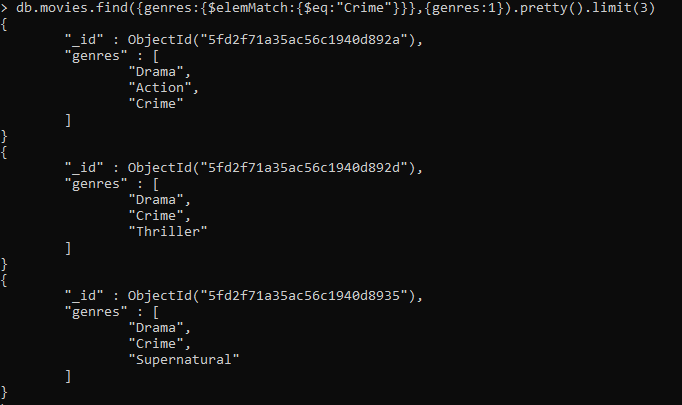 > db.movies.find({genres:{$elemMatch:{$eq:"Crime"}}},{genres:1}).pretty().limit(3)
{
        "_id" : ObjectId("5fd2f71a35ac56c1940d892a"),
        "genres" : [
                "Drama",
                "Action",
                "Crime"
        ]
}
{
        "_id" : ObjectId("5fd2f71a35ac56c1940d892d"),
        "genres" : [
                "Drama",
                "Crime",
                "Thriller"
        ]
}
{
        "_id" : ObjectId("5fd2f71a35ac56c1940d8935"),
        "genres" : [
                "Drama",
                "Crime",
                "Supernatural"
        ]
}